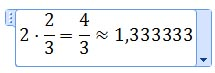 2 · 2/3 = 4/3 ≈ 1,333333